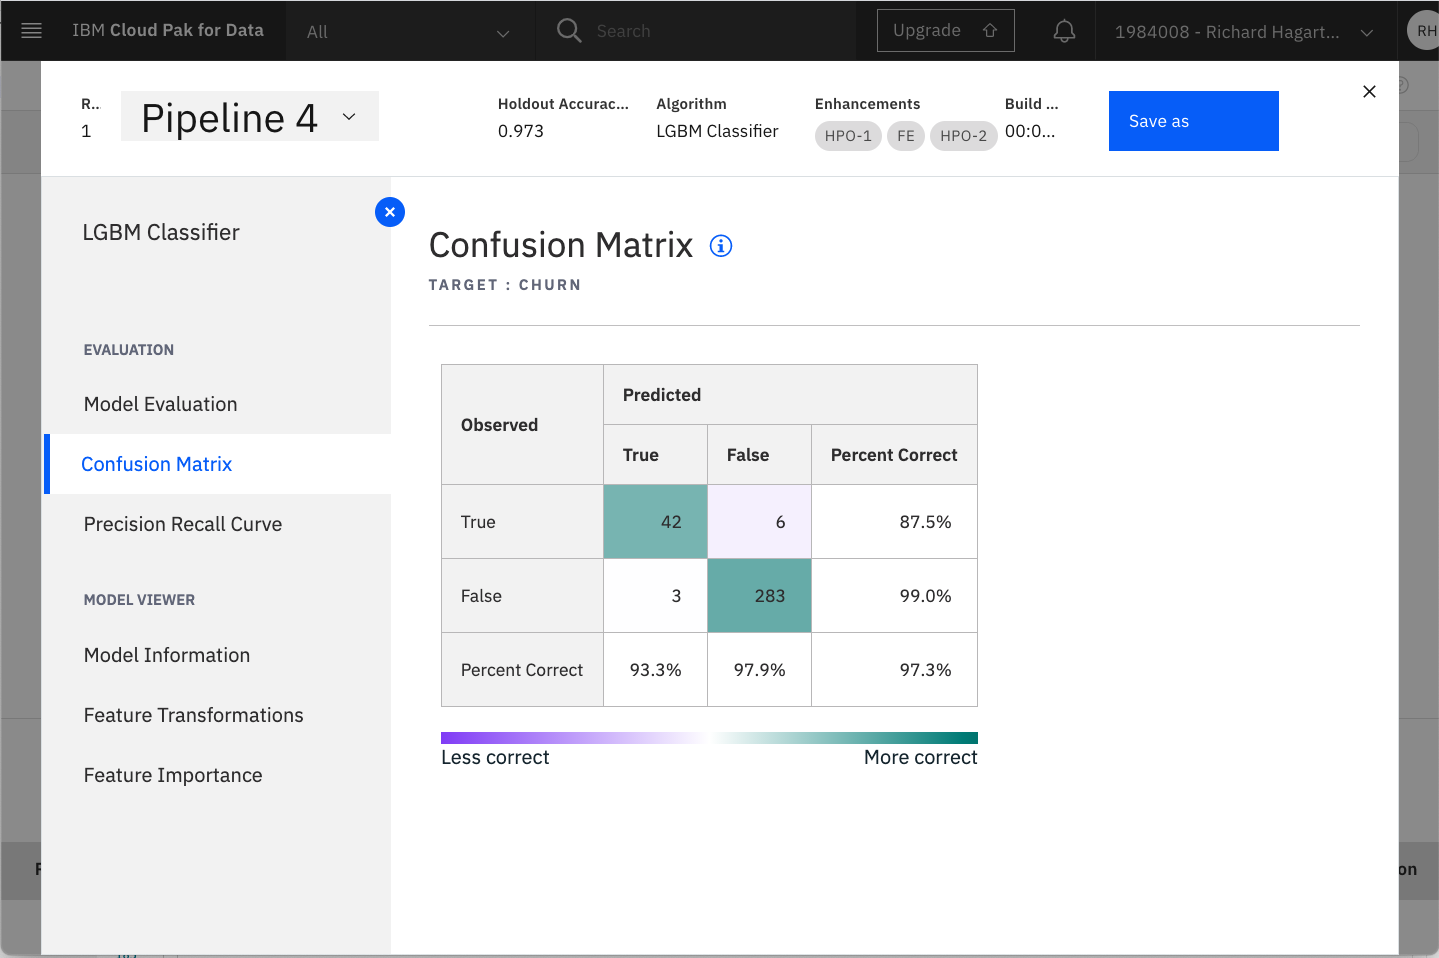 IBM Cloud Pak for Data All Search Upgrade 1984008 - Richard Hagart... RH
R.. Pipeline 4 Holdout Accurac... Algorithm Enhancements Build ... Save as
1 0.973 LGBM Classifier HPO-1 FE HPO-2 00:0...
LGBM Classifier
EVALUATION
Model Evaluation
Confusion Matrix
Precision Recall Curve
MODEL VIEWER
Model Information
Feature Transformations
Feature Importance
Confusion Matrix
TARGET : CHURN
Observed Predicted
True False Percent Correct
True 42 6 87.5%
False 3 283 99.0%
Percent Correct 93.3% 97.9% 97.3%
Less correct More correct
on